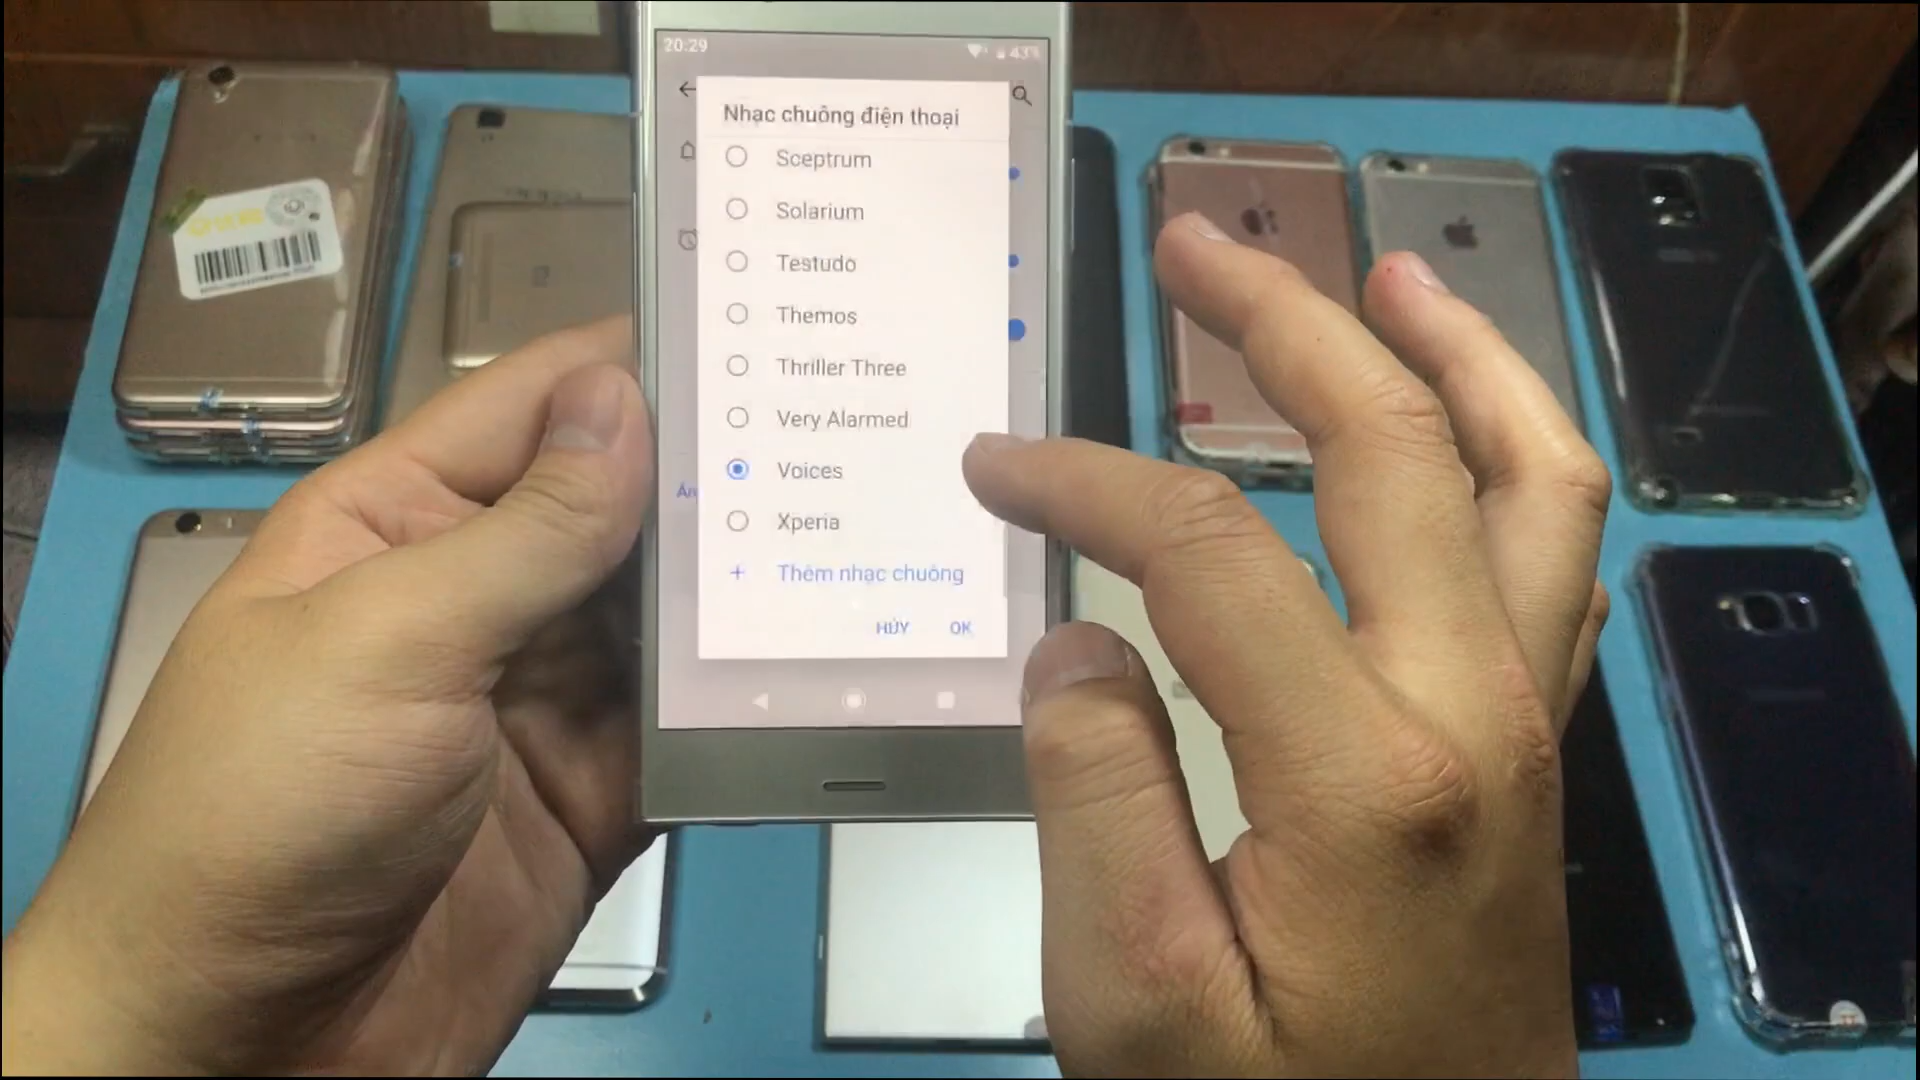 20:29
43%
Nhạc chuông điện thoại
Sceptrum
Solarium
Testudo
Themos
Thriller Three
Very Alarmed
Voices
Xperia
+ Thêm nhạc chuông
HỦY OK